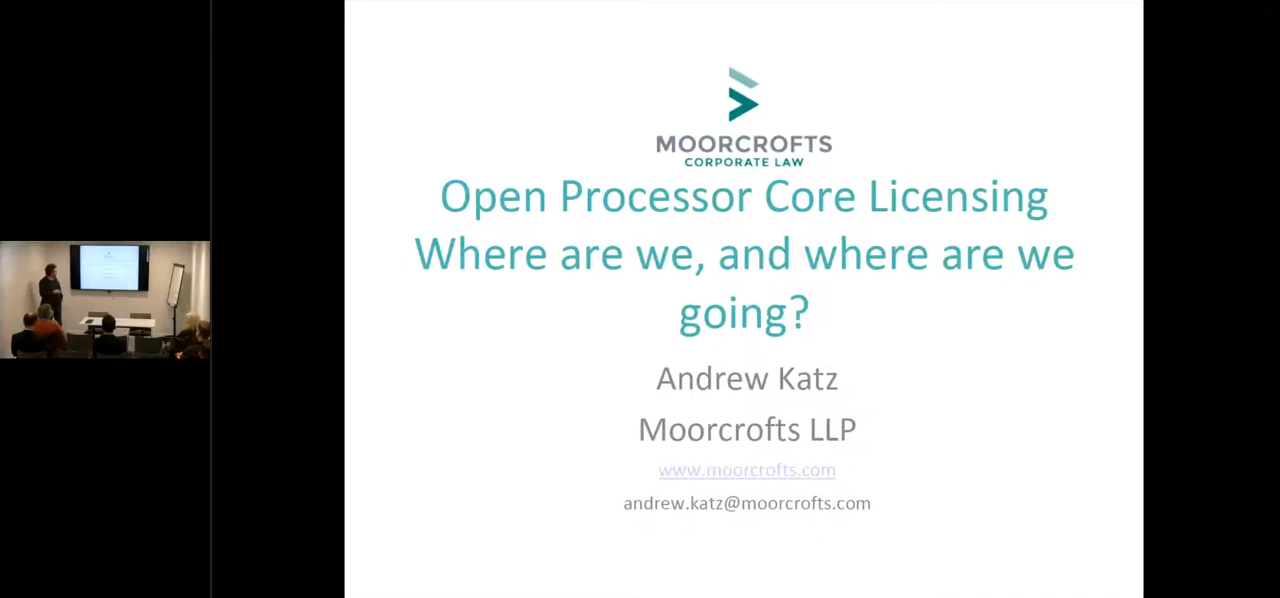 MOORCROFTS
CORPORATE LAW
Open Processor Core Licensing
Where are we, and where are we
going?
Andrew Katz
Moorcrofts LLP
www.moorcrofts.com
andrew.katz@moorcrofts.com